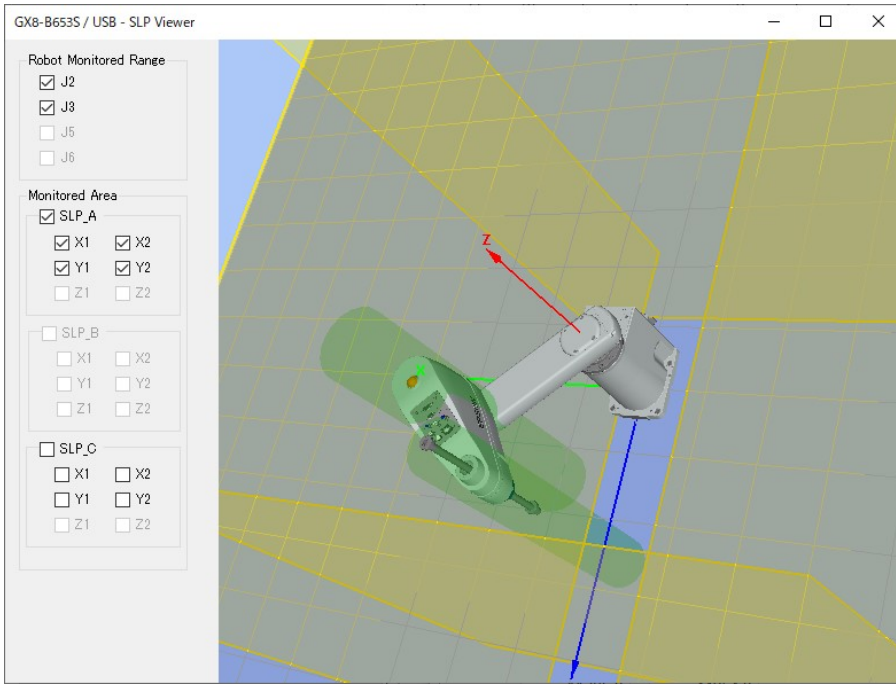 GX8-B653S / USB - SLP Viewer
Robot Monitored Range
J2
J3
J5
J6
Monitored Area
SLP_A
X1 X2
Y1 Y2
Z1 Z2
SLP_B
X1 X2
Y1 Y2
Z1 Z2
SLP_C
X1 X2
Y1 Y2
Z1 Z2
Z
X